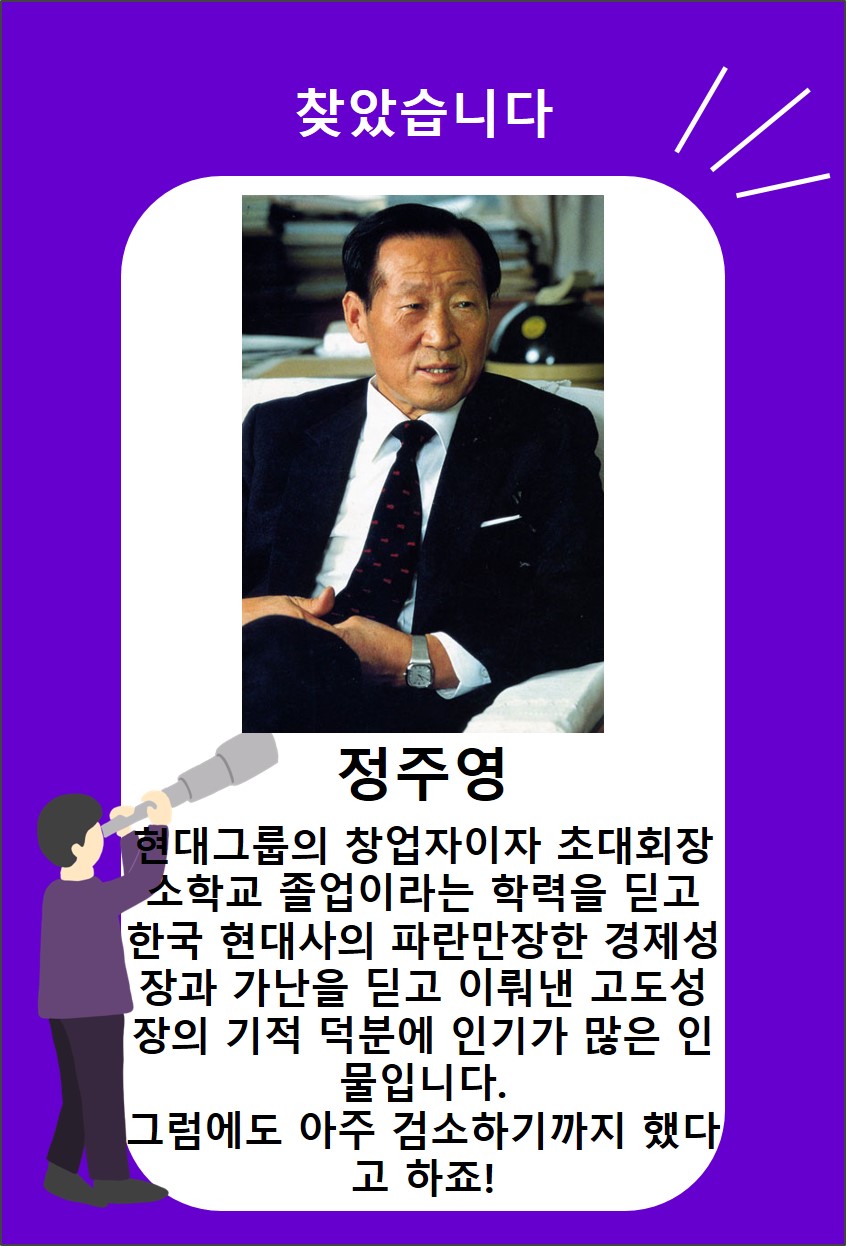 찾았습니다
정주영
현대그룹의 창업자이자 초대회장
소학교 졸업이라는 학력을 딛고
한국 현대사의 파란만장한 경제성
장과 가난을 딛고 이뤄낸 고도성
장의 기적 덕분에 인기가 많은 인
물입니다.
그럼에도 아주 검소하기까지 했다
고 하죠!